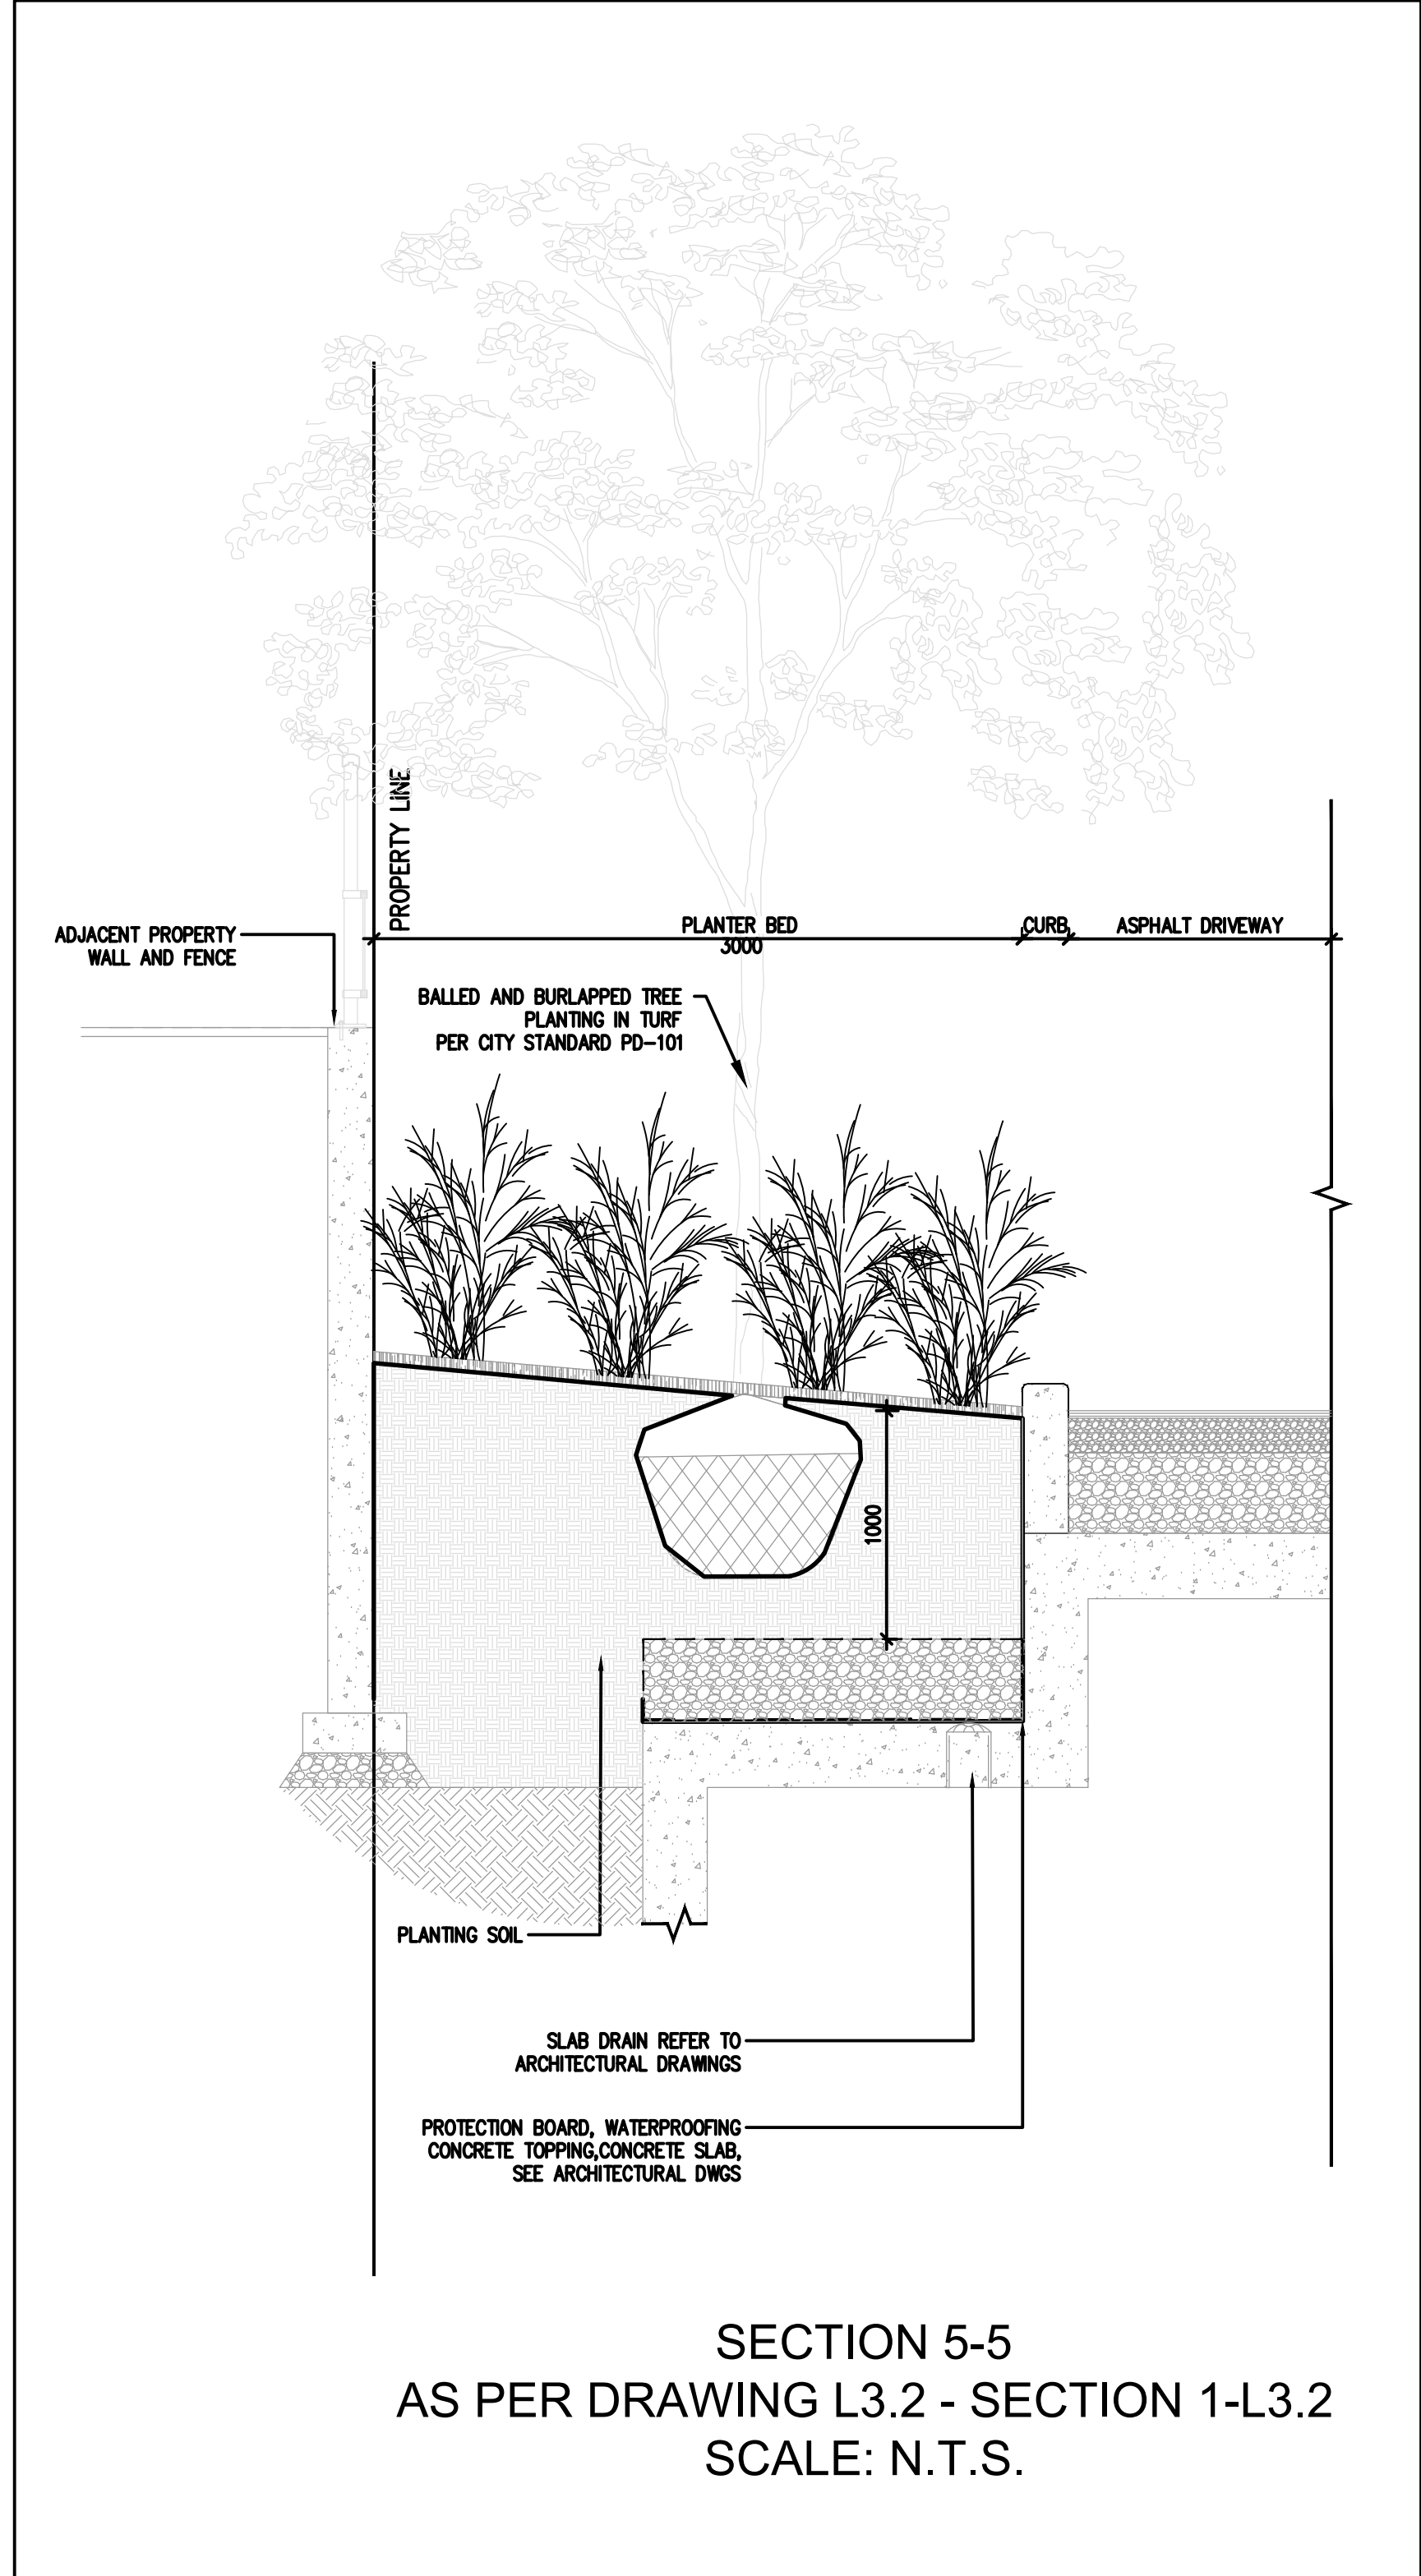 PROPERTY LINE
ADJACENT PROPERTY
WALL AND FENCE
PLANTER BED
3000
CURB
ASPHALT DRIVEWAY
BALLED AND BURLAPPED TREE
PLANTING IN TURF
PER CITY STANDARD PD-101
1000
PLANTING SOIL
SLAB DRAIN REFER TO
ARCHITECTURAL DRAWINGS
PROTECTION BOARD, WATERPROOFING
CONCRETE TOPPING,CONCRETE SLAB,
SEE ARCHITECTURAL DWGS
SECTION 5-5
AS PER DRAWING L3.2 - SECTION 1-L3.2
SCALE: N.T.S.